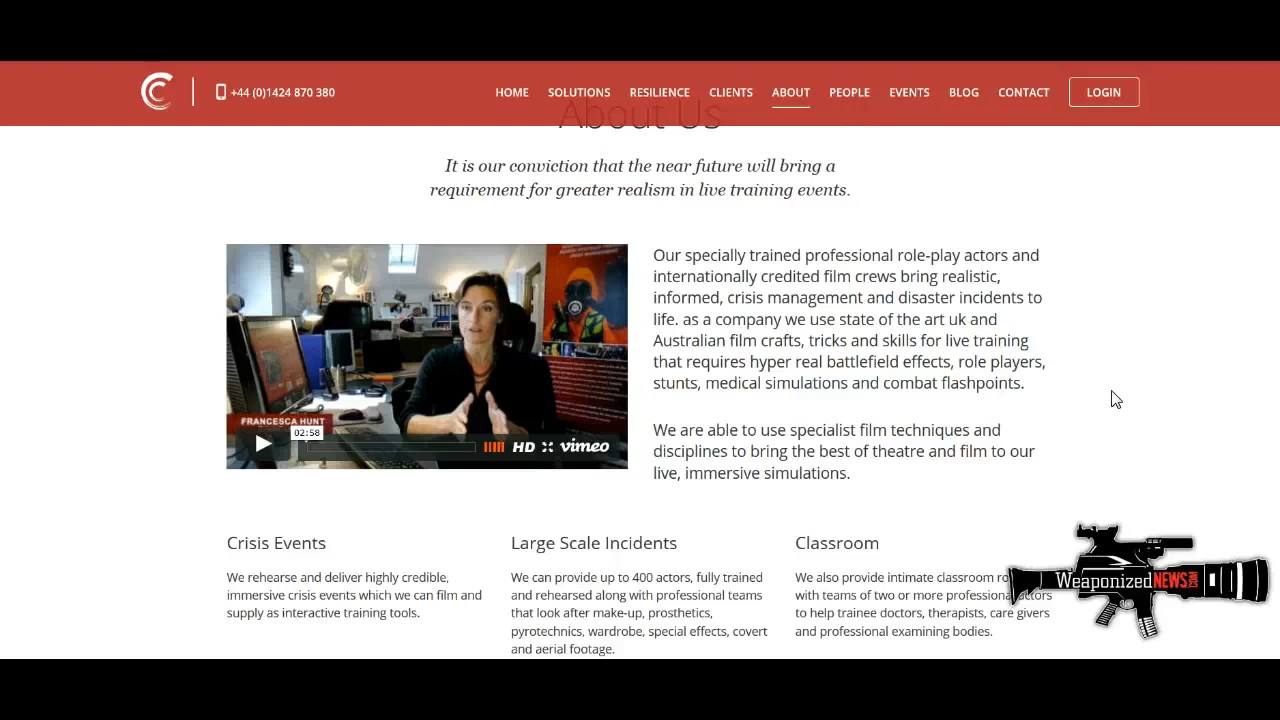 +44 (0)1424 870 380
HOME SOLUTIONS RESILIENCE CLIENTS ABOUT PEOPLE EVENTS BLOG CONTACT LOGIN
About Us
It is our conviction that the near future will bring a
requirement for greater realism in live training events.
FRANCESCA HUNT
02:58
HD vimeo
Our specially trained professional role-play actors and
internationally credited film crews bring realistic,
informed, crisis management and disaster incidents to
life. as a company we use state of the art uk and
Australian film crafts, tricks and skills for live training
that requires hyper real battlefield effects, role players,
stunts, medical simulations and combat flashpoints.
We are able to use specialist film techniques and
disciplines to bring the best of theatre and film to our
live, immersive simulations.
Crisis Events
We rehearse and deliver highly credible,
immersive crisis events which we can film and
supply as interactive training tools.
Large Scale Incidents
We can provide up to 400 actors, fully trained
and rehearsed along with professional teams
that look after make-up, prosthetics,
pyrotechnics, wardrobe, special effects, covert
and aerial footage.
Classroom
We also provide intimate classroom
with teams of two or more professional actors
to help trainee doctors, therapists, care givers
and professional examining bodies.
WeaponizedNEWS